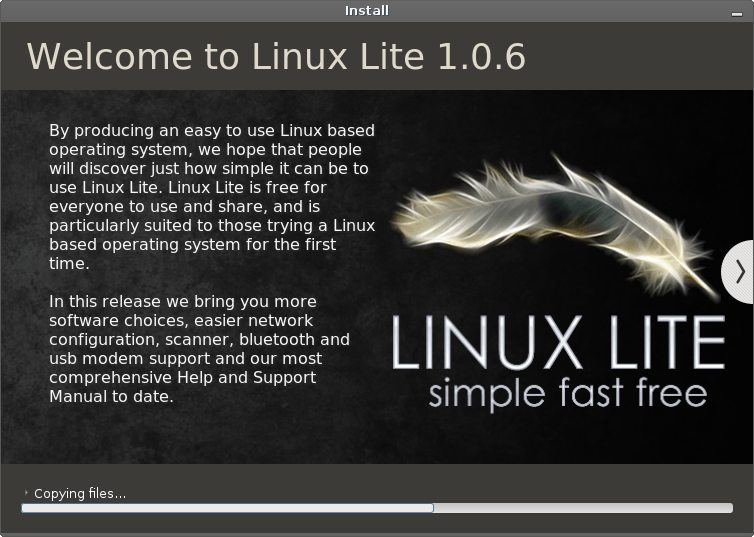 Install
Welcome to Linux Lite 1.0.6
By producing an easy to use Linux based
operating system, we hope that people
will discover just how simple it can be to
use Linux Lite. Linux Lite is free for
everyone to use and share, and is
particularly suited to those trying a Linux
based operating system for the first
time.
In this release we bring you more
software choices, easier network
configuration, scanner, bluetooth and
usb modem support and our most
comprehensive Help and Support
Manual to date.
LINUX LITE
simple fast free
Copying files...